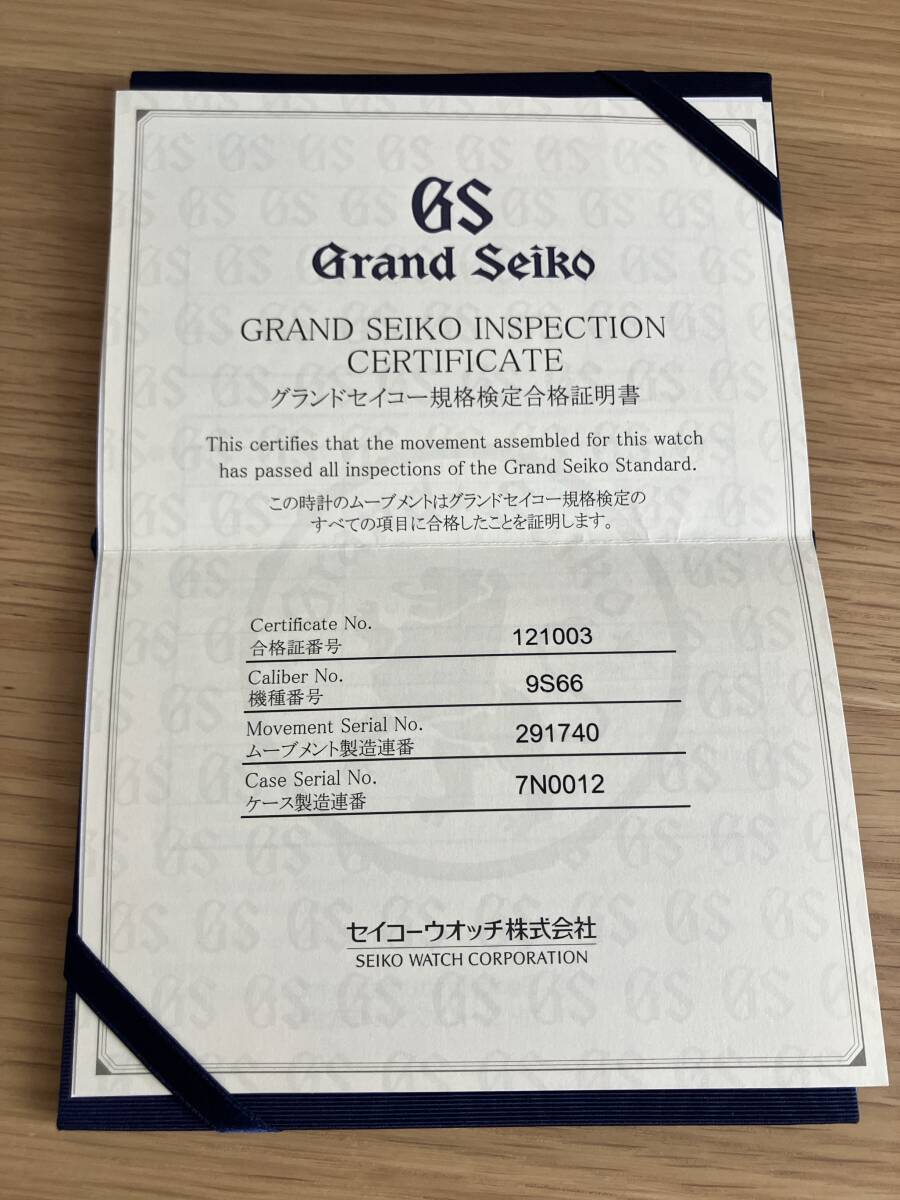 GS
Grand Seiko
GRAND SEIKO INSPECTION
CERTIFICATE
グランドセイコー規格検定合格証明書
This certifies that the movement assembled for this watch
has passed all inspections of the Grand Seiko Standard.
この時計のムーブメントはグランドセイコー規格検定の
すべての項目に合格したことを証明します。
Certificate No.
合格証番号 121003
Caliber No.
機種番号 9S66
Movement Serial No.
ムーブメント製造連番 291740
Case Serial No.
ケース製造連番 7N0012
セイコーウオッチ株式会社
SEIKO WATCH CORPORATION